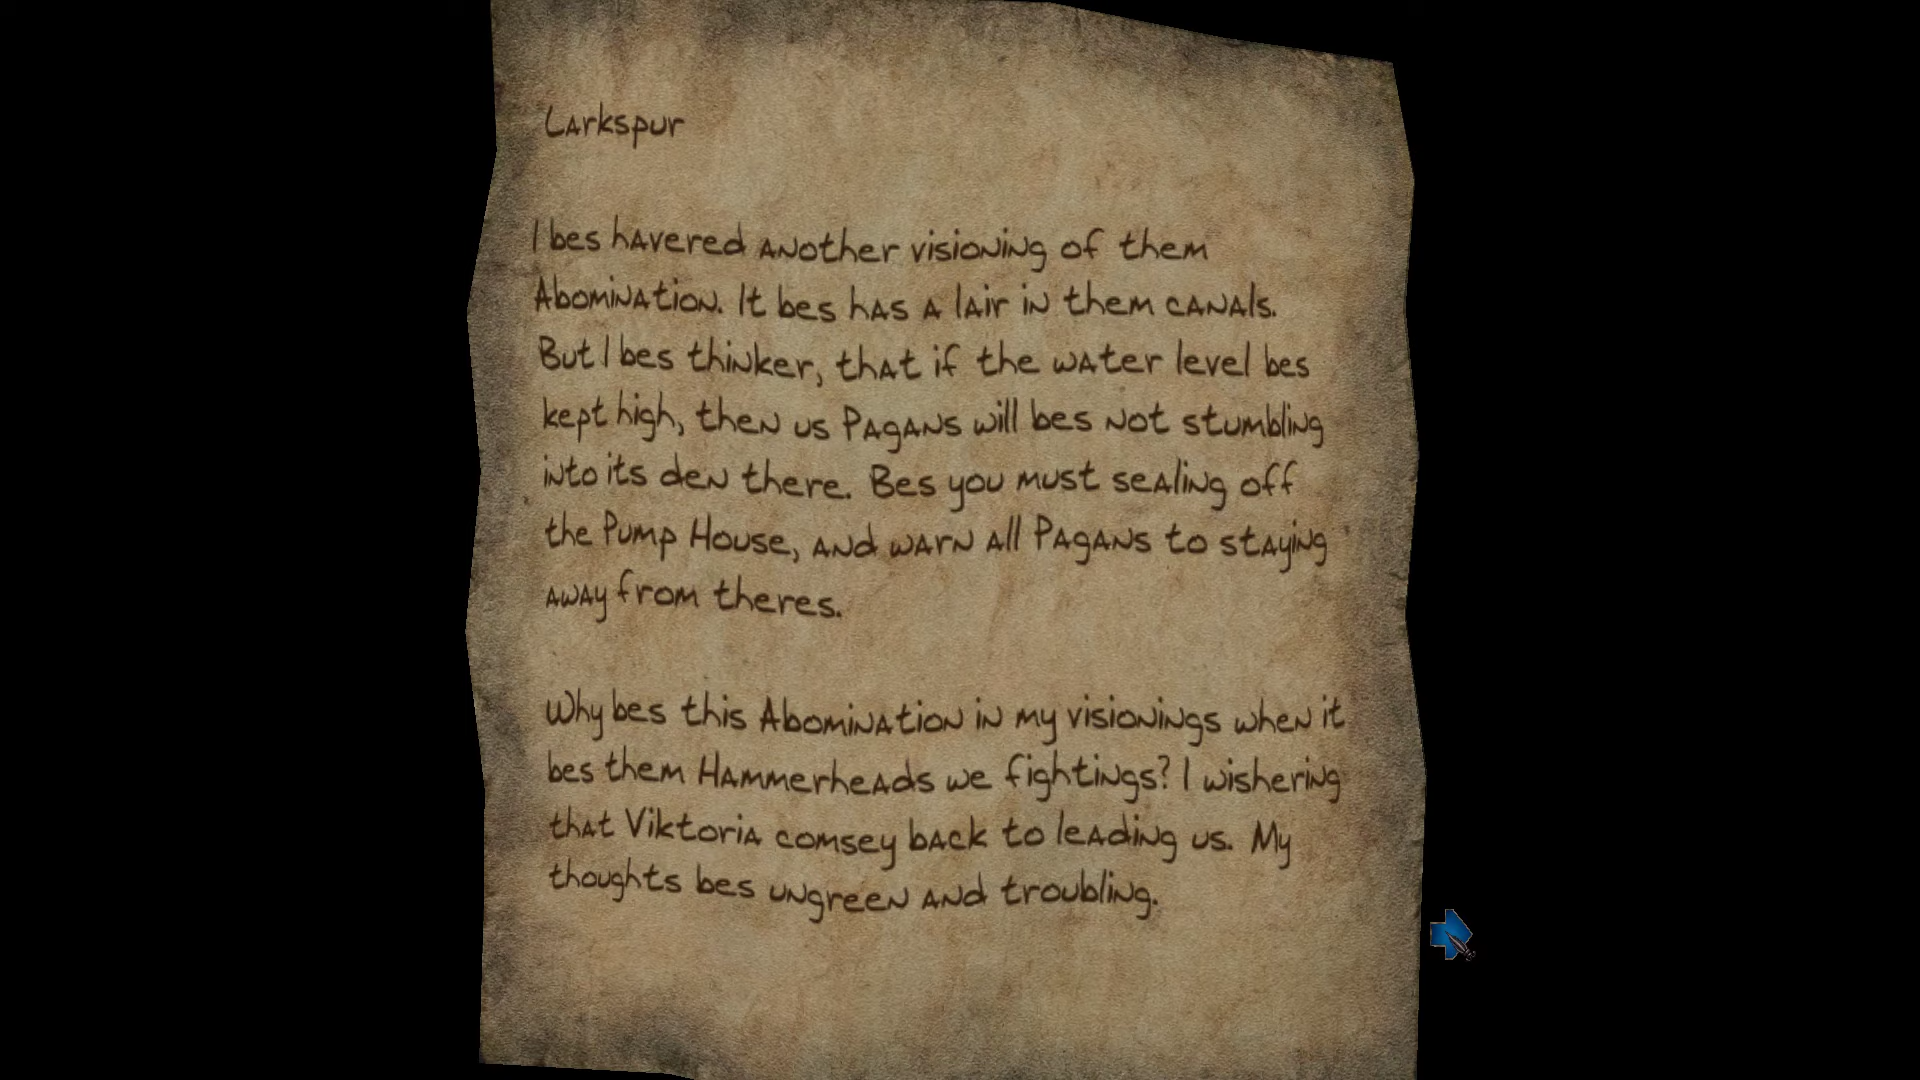 Larkspur
I bes havered another visioning of them
Abomination. It bes has a lair in them canals.
But I bes thinker, that if the water level bes
kept high, then us Pagans will bes not stumbling
into its den there. Bes you must sealing off
the Pump House, and warn all Pagans to staying
away from theres.
Why bes this Abomination in my visionings when it
bes them Hammerheads we fightings? I wishering
that Viktoria comsey back to leading us. My
thoughts bes ungreen and troubling.